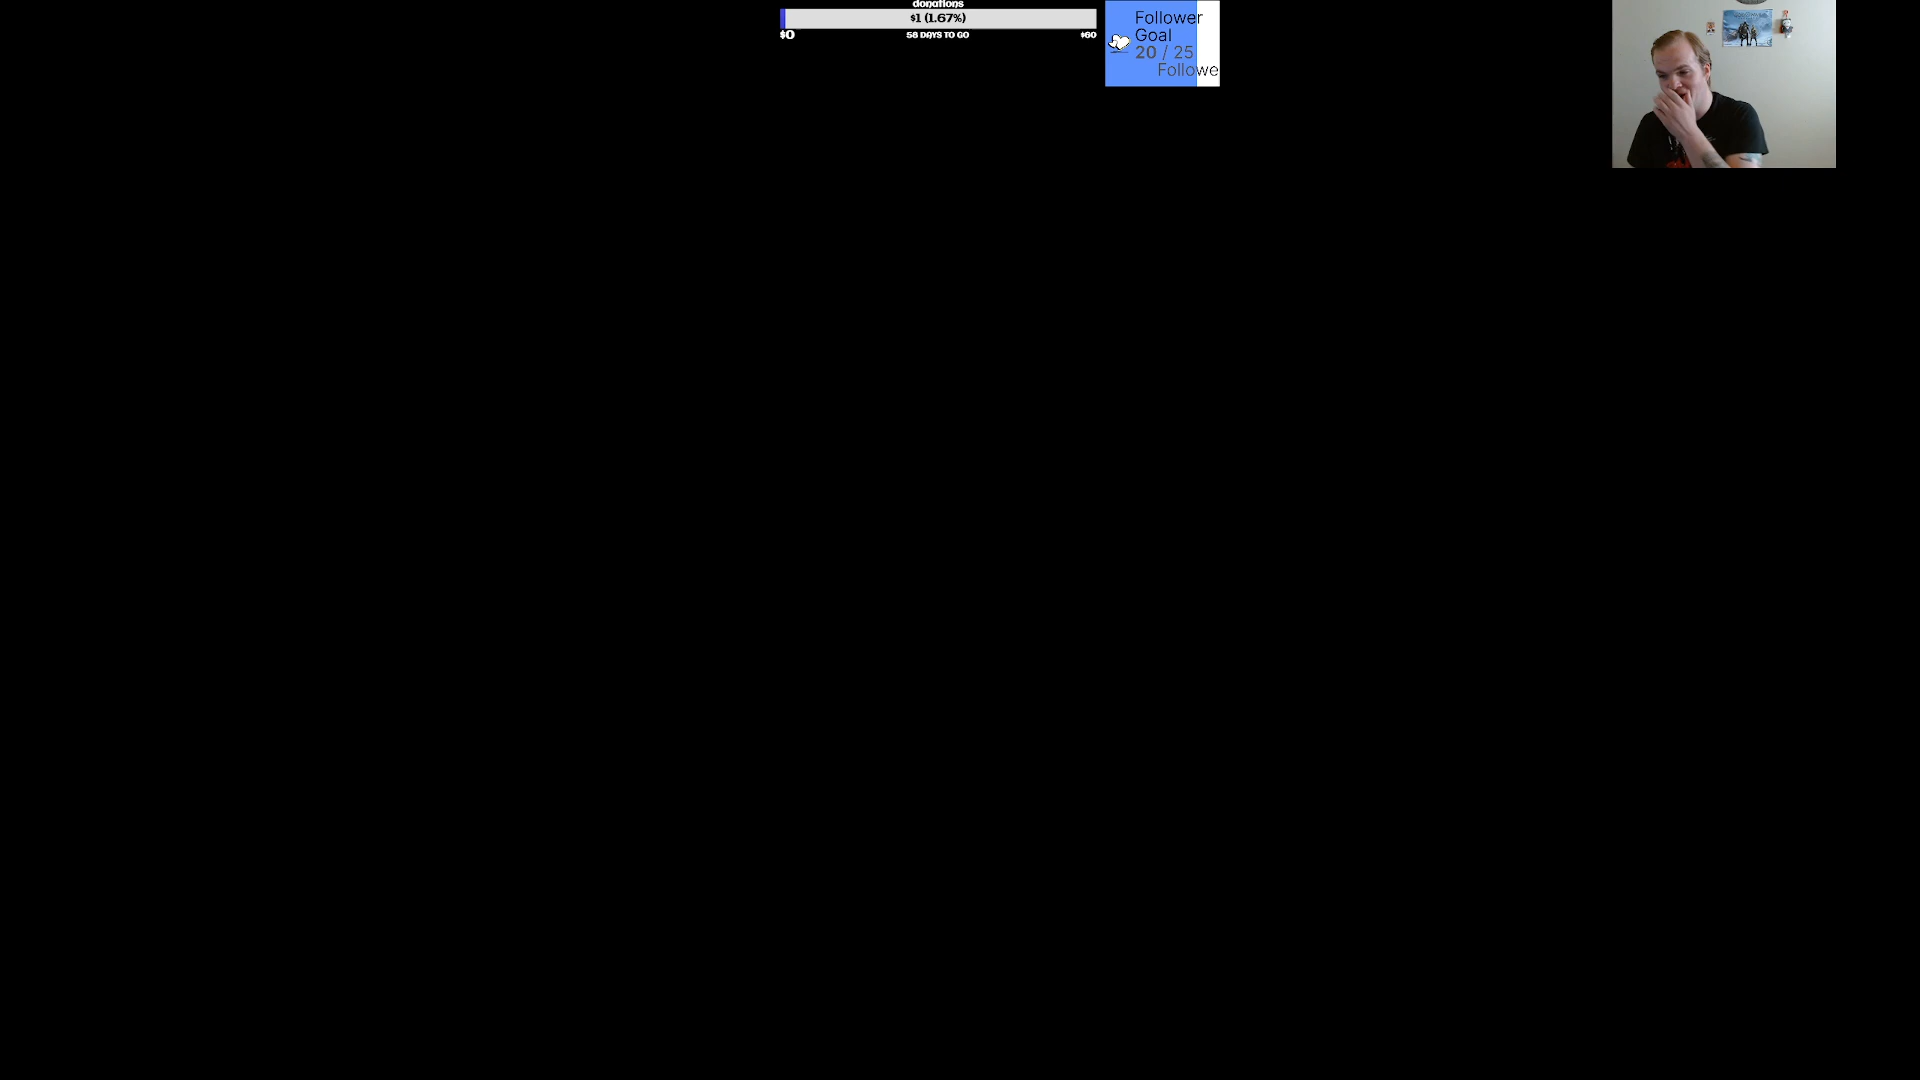 donations
$1 (1.67%)
$0
58 DAYS TO GO
$60
Follower
Goal
20 / 25
Followe